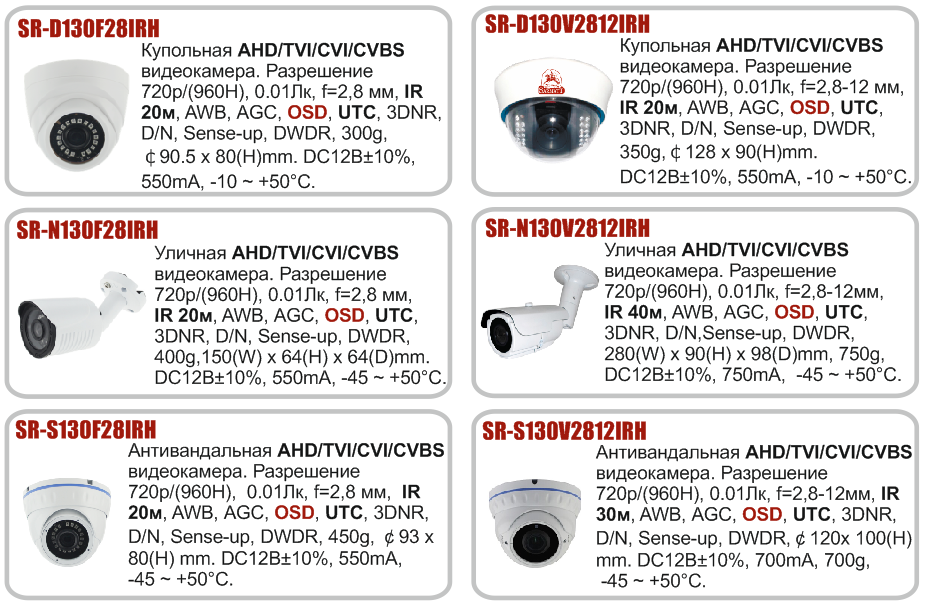 SR-D130F28IRH
Купольная AHD/TVI/CVI/CVBS
видеокамера. Разрешение
720p/(960H), 0.01Лк, f=2,8 мм, IR
20м, AWB, AGC, OSD, UTC, 3DNR,
D/N, Sense-up, DWDR, 300g,
¢ 90.5 x 80(H)mm. DC12B±10%,
550mA, -10 ~ +50°C.
SR-D130V2812IRH
Купольная AHD/TVI/CVI/CVBS
видеокамера. Разрешение
720p/(960H), 0.01Лк, f=2,8-12 мм,
IR 20м, AWB, AGC, OSD, UTC,
3DNR, D/N, Sense-up, DWDR,
350g, ¢ 128 x 90(H)mm.
DC12B±10%, 550mA, -10 ~ +50°C.
SR-N130F28IRH
Уличная AHD/TVI/CVI/CVBS
видеокамера. Разрешение
720p/(960H), 0.01Лк, f=2,8 мм,
IR 20м, AWB, AGC, OSD, UTC,
3DNR, D/N, Sense-up, DWDR,
400g,150(W) x 64(H) x 64(D)mm.
DC12B±10%, 550mA, -45 ~ +50°C.
SR-N130V2812IRH
Уличная AHD/TVI/CVI/CVBS
видеокамера. Разрешение
720p/(960H), 0.01Лк, f=2,8-12мм,
IR 40м, AWB, AGC, OSD, UTC,
3DNR, D/N,Sense-up, DWDR,
280(W) x 90(H) x 98(D)mm, 750g,
DC12B±10%, 750mA, -45 ~ +50°C.
SR-S130F28IRH
Антивандальная AHD/TVI/CVI/CVBS
видеокамера. Разрешение
720p/(960H), 0.01Лк, f=2,8 мм, IR
20м, AWB, AGC, OSD, UTC, 3DNR,
D/N, Sense-up, DWDR, 450g, ¢ 93 x
80(H) mm. DC12B±10%, 550mA,
-45 ~ +50°C.
SR-S130V2812IRH
Антивандальная AHD/TVI/CVI/CVBS
видеокамера. Разрешение
720p/(960H), 0.01Лк, f=2,8-12мм, IR
30м, AWB, AGC, OSD, UTC, 3DNR,
D/N, Sense-up, DWDR, ¢ 120x 100(H)
mm. DC12B±10%, 700mA, 700g,
-45 ~ +50°C.